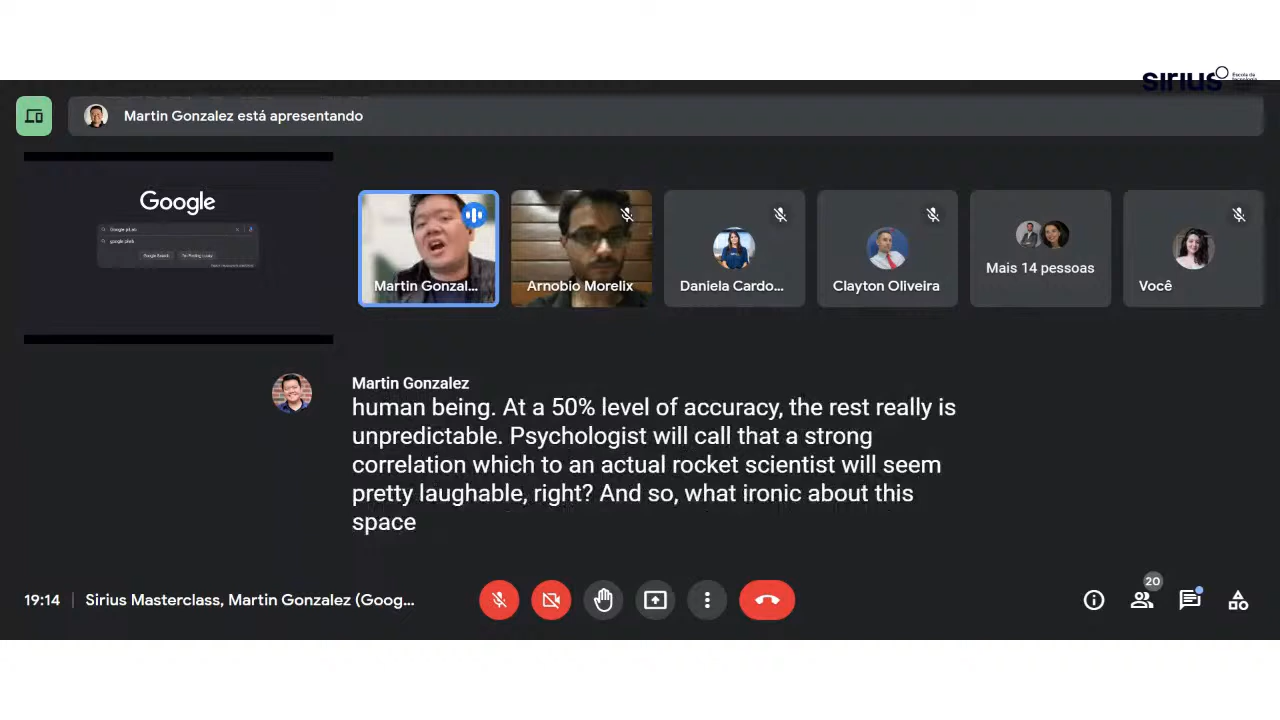 sirius
Escola de
tecnologia
Martin Gonzalez está apresentando
Google
Martin Gonzal...
Arnobio Morelix
Daniela Cardo...
Clayton Oliveira
Mais 14 pessoas
Você
Martin Gonzalez
human being. At a 50% level of accuracy, the rest really is
unpredictable. Psychologist will call that a strong
correlation which to an actual rocket scientist will seem
pretty laughable, right? And so, what ironic about this
space
19:14 | Sirius Masterclass, Martin Gonzalez (Goog...
20